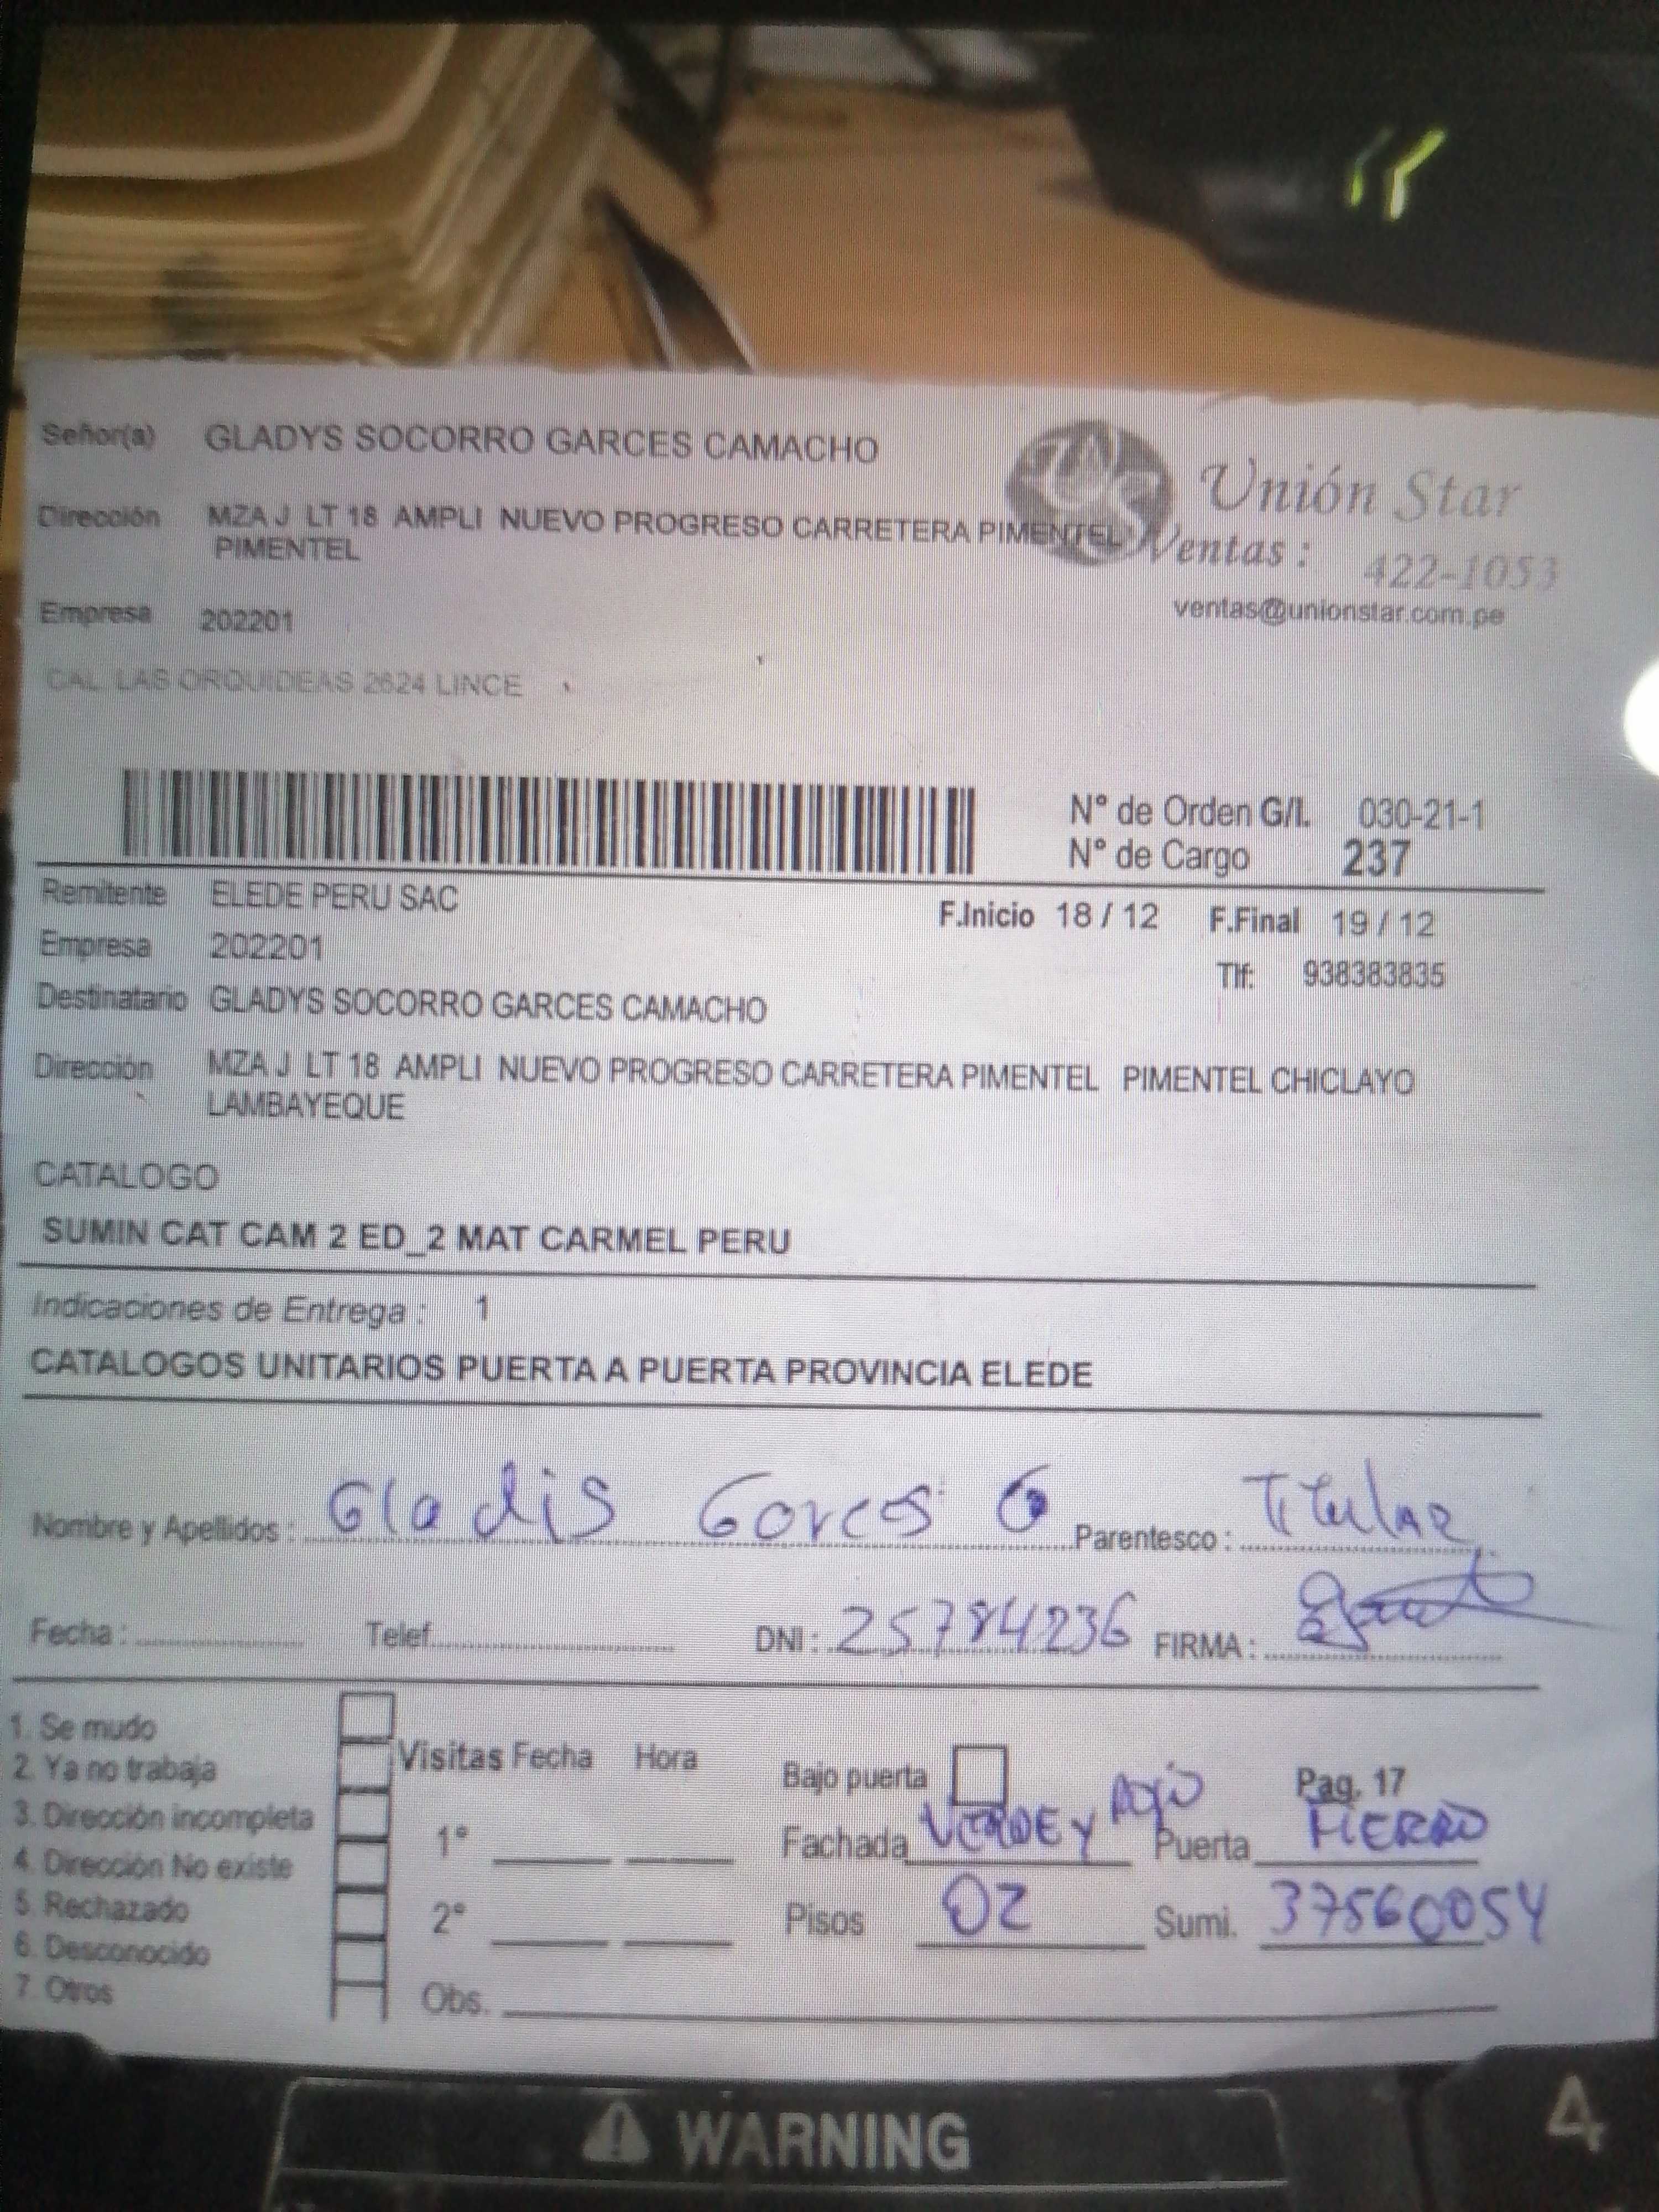 Señor(a) GLADYS SOCORRO GARCES CAMACHO
Unión Star
Dirección MZA J LT 18 AMPLI NUEVO PROGRESO CARRETERA PIMENTEL
PIMENTEL
Ventas : 422-1053
ventas@unionstar.com.pe
Empresa 202201
CAL LAS ORQUIDEAS 2624 LINCE
N° de Orden G/I. 030-21-1
N° de Cargo 237
Remitente ELEDE PERU SAC
F.Inicio 18 / 12 F.Final 19 / 12
Empresa 202201
Tlf: 938383835
Destinatario GLADYS SOCORRO GARCES CAMACHO
Dirección MZA J LT 18 AMPLI NUEVO PROGRESO CARRETERA PIMENTEL PIMENTEL CHICLAYO
LAMBAYEQUE
CATALOGO
SUMIN CAT CAM 2 ED_2 MAT CARMEL PERU
Indicaciones de Entrega : 1
CATALOGOS UNITARIOS PUERTA A PUERTA PROVINCIA ELEDE
Nombre y Apellidos : Gladis Garces G Parentesco : Titular
Fecha : Telef. DNI : 25784236 FIRMA :
1. Se mudo
2. Ya no trabaja
3. Dirección incompleta
4. Dirección No existe
5. Rechazado
6. Desconocido
7. Otros
Visitas Fecha Hora
1°
2°
Obs.
Bajo puerta Pag. 17
Fachada VERDE Y ROJO Puerta FIERRO
Pisos 02 Sumi. 37560054
WARNING
4